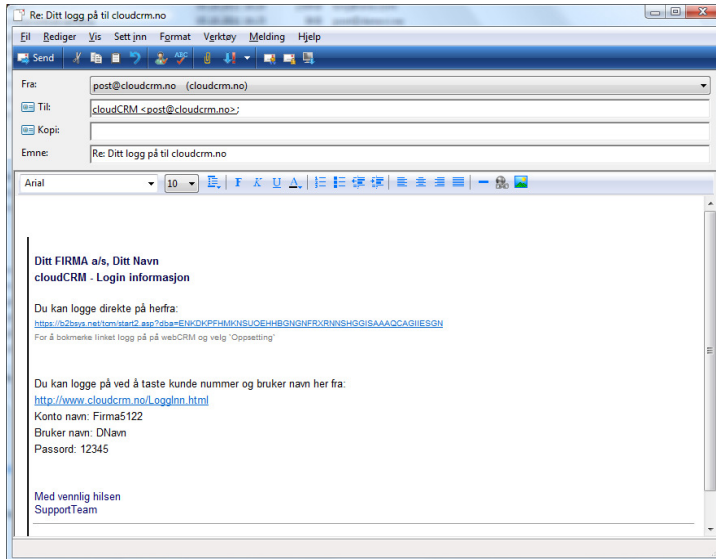 Re: Ditt logg på til cloudcrm.no
Fil Rediger Vis Sett inn Format Verktøy Melding Hjelp
Send ABC
Fra: post@cloudcrm.no (cloudcrm.no)
Til: cloudCRM <post@cloudcrm.no>;
Kopi:
Emne: Re: Ditt logg på til cloudcrm.no
Arial 10 F K U A
Ditt FIRMA a/s, Ditt Navn
cloudCRM - Login informasjon
Du kan logge direkte på herfra:
https://b2bsys.net/tcm/start2.asp?dba=ENKDKPFHMKNSUOEHHBGNGNFRXRNNSHGGISAAAQCAGIIESGN
For å bokmerke linket logg på på webCRM og velg 'Oppsetting'
Du kan logge på ved å taste kunde nummer og bruker navn her fra:
http://www.cloudcrm.no/LoggInn.html
Konto navn: Firma5122
Bruker navn: DNavn
Passord: 12345
Med vennlig hilsen
SupportTeam